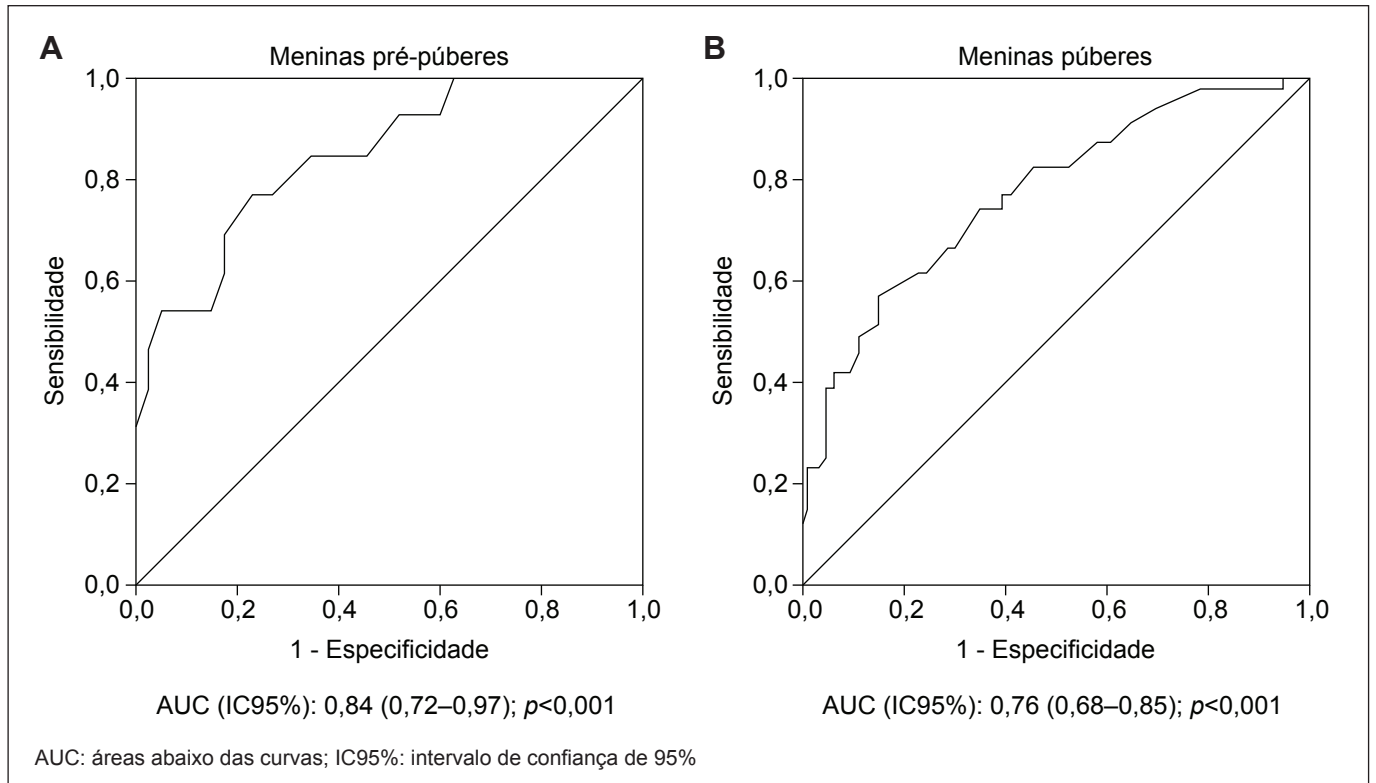 A
Meninas pré-púberes
1,0
0,8
0,6
0,4
0,2
0,0
Sensibilidade
0,0 0,2 0,4 0,6 0,8 1,0
1 - Especificidade
AUC (IC95%): 0,84 (0,72–0,97); p<0,001
B
Meninas púberes
1,0
0,8
0,6
0,4
0,2
0,0
Sensibilidade
0,0 0,2 0,4 0,6 0,8 1,0
1 - Especificidade
AUC (IC95%): 0,76 (0,68–0,85); p<0,001
AUC: áreas abaixo das curvas; IC95%: intervalo de confiança de 95%